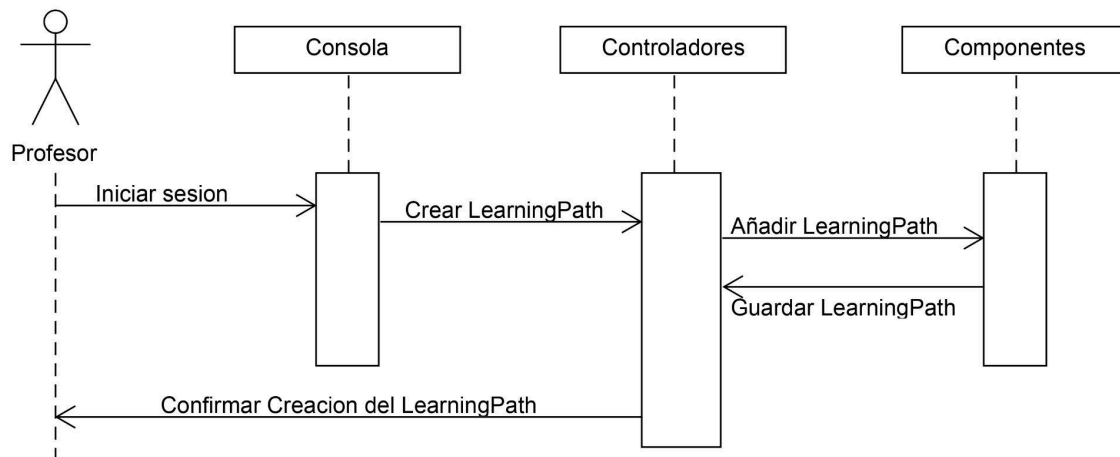 Consola
Controladores
Componentes
Profesor
Iniciar sesion
Crear LearningPath
Añadir LearningPath
Guardar LearningPath
Confirmar Creacion del LearningPath